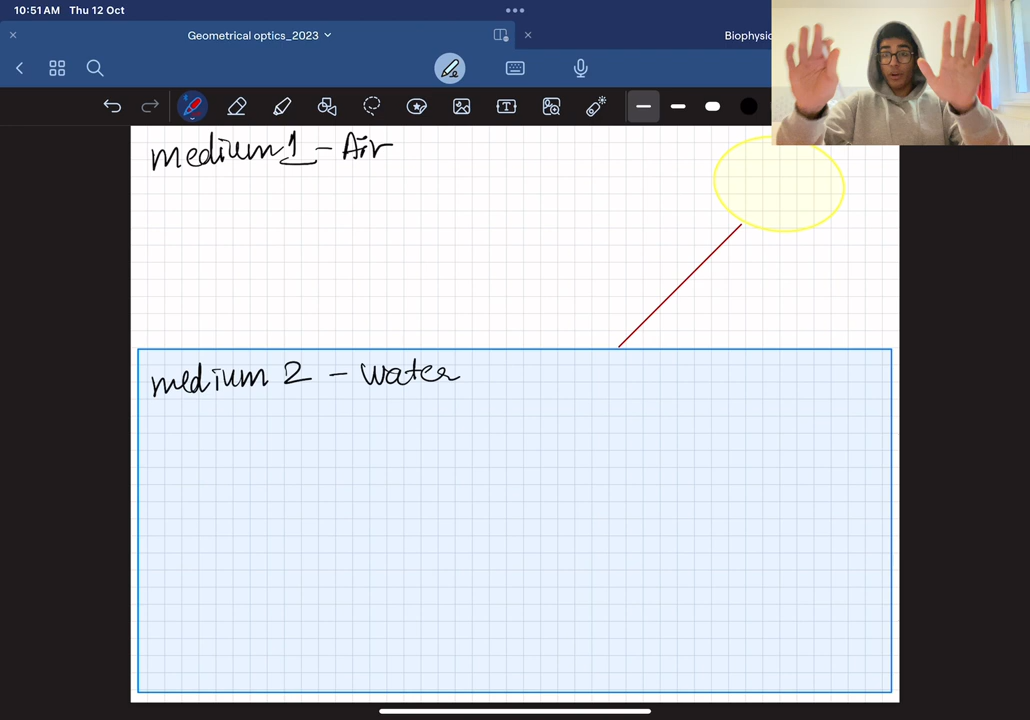 10:51 AM Thu 12 Oct
Geometrical optics_2023
Biophysic
medium 1 - Air
medium 2 - water